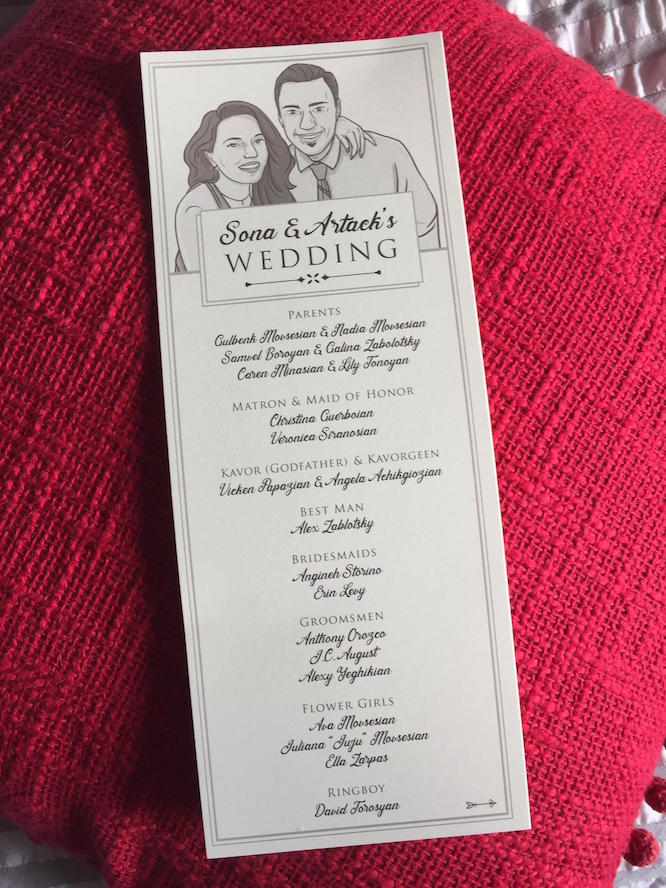 Sona & Artack's
WEDDING
PARENTS
Gulbenk Movsesian & Nadia Movsesian
Samvel Boroyan & Galina Zabolotsky
Caren Minasian & Lily Tonoyan
MATRON & MAID OF HONOR
Christina Guerboian
Veronica Siranosian
KAVOR (GODFATHER) & KAVORGEEN
Vicken Papazian & Angela Achikgiozian
BEST MAN
Alex Zablotsky
BRIDESMAIDS
Angineh Storino
Erin Levy
GROOMSMEN
Anthony Orozco
J.C. August
Alexy Yeghikian
FLOWER GIRLS
Ava Movsesian
Juliana "Juju" Movsesian
Ella Zarpas
RINGBOY
David Torosyan